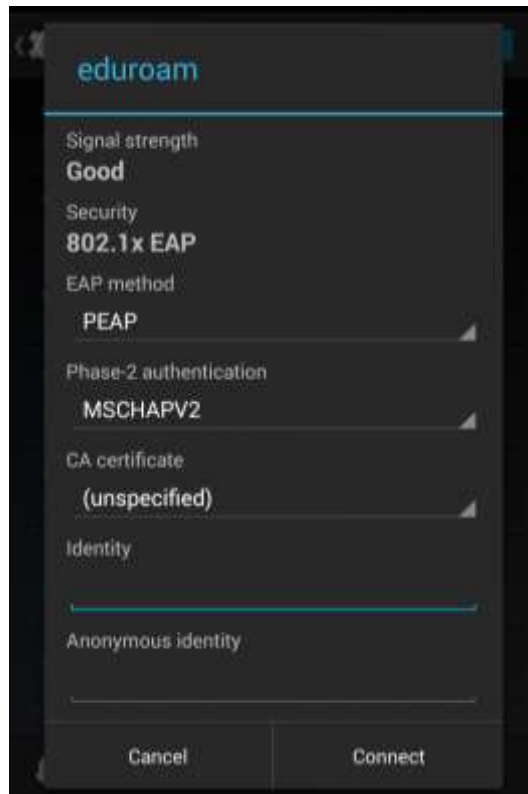 eduroam
Signal strength
Good
Security
802.1x EAP
EAP method
PEAP
Phase-2 authentication
MSCHAPV2
CA certificate
(unspecified)
Identity
Anonymous identity
Cancel
Connect